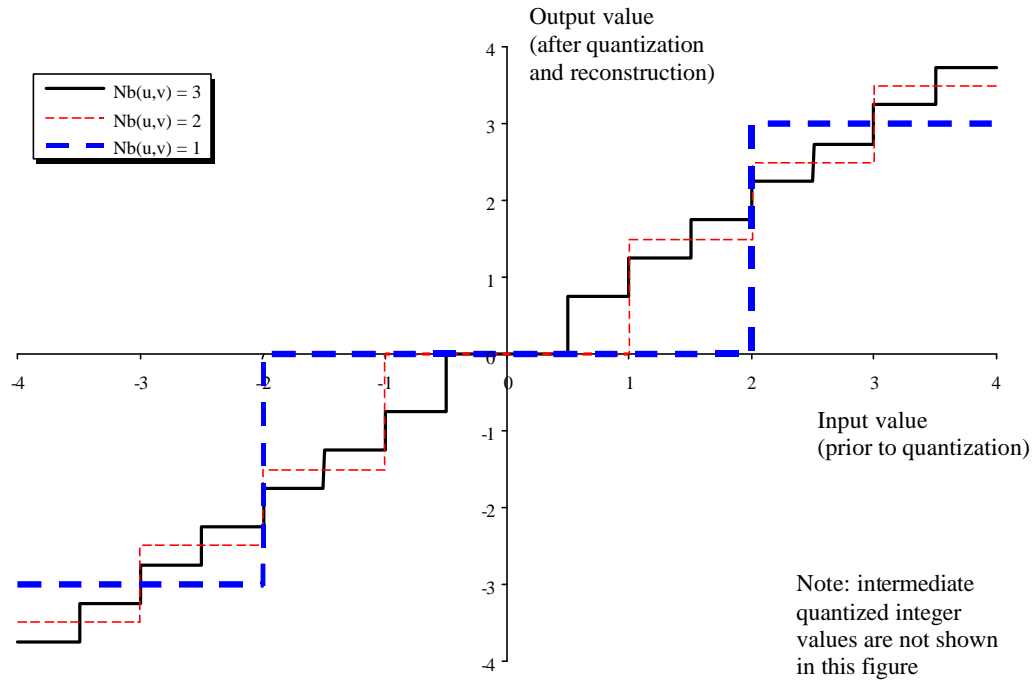 Output value
(after quantization
and reconstruction)
4
3
2
1
0
-1
-2
-3
-4
Nb(u,v) = 3
Nb(u,v) = 2
Nb(u,v) = 1
-4
-3
-2
-1
0
1
2
3
4
Input value
(prior to quantization)
Note: intermediate
quantized integer
values are not shown
in this figure